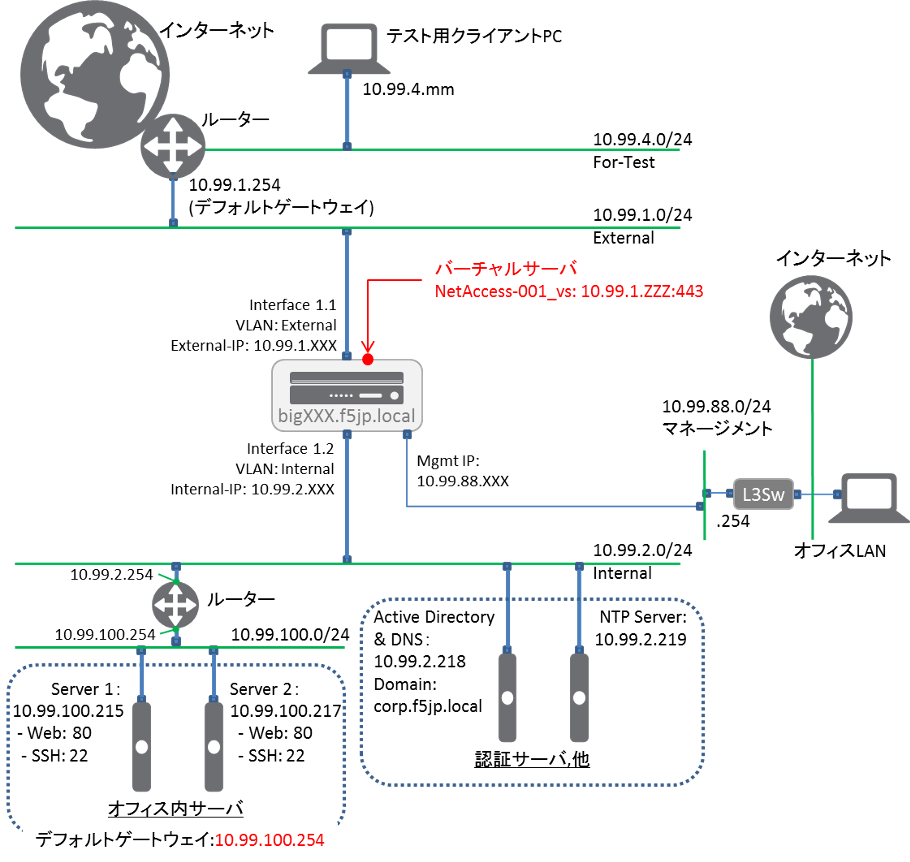 インターネット
テスト用クライアントPC
10.99.4.mm
ルーター
10.99.4.0/24
For-Test
10.99.1.254
(デフォルトゲートウェイ)
10.99.1.0/24
External
バーチャルサーバ
NetAccess-001_vs: 10.99.1.ZZZ:443
インターネット
Interface 1.1
VLAN: External
External-IP: 10.99.1.XXX
bigXXX.f5jp.local
Interface 1.2
VLAN: Internal
Internal-IP: 10.99.2.XXX
Mgmt IP:
10.99.88.XXX
10.99.88.0/24
マネージメント
L3Sw
.254
オフィスLAN
10.99.2.0/24
Internal
10.99.2.254
ルーター
10.99.100.254
10.99.100.0/24
Server 1：
10.99.100.215
- Web: 80
- SSH: 22
Server 2：
10.99.100.217
- Web: 80
- SSH: 22
オフィス内サーバ
デフォルトゲートウェイ:10.99.100.254
Active Directory
& DNS：
10.99.2.218
Domain:
corp.f5jp.local
NTP Server:
10.99.2.219
認証サーバ,他